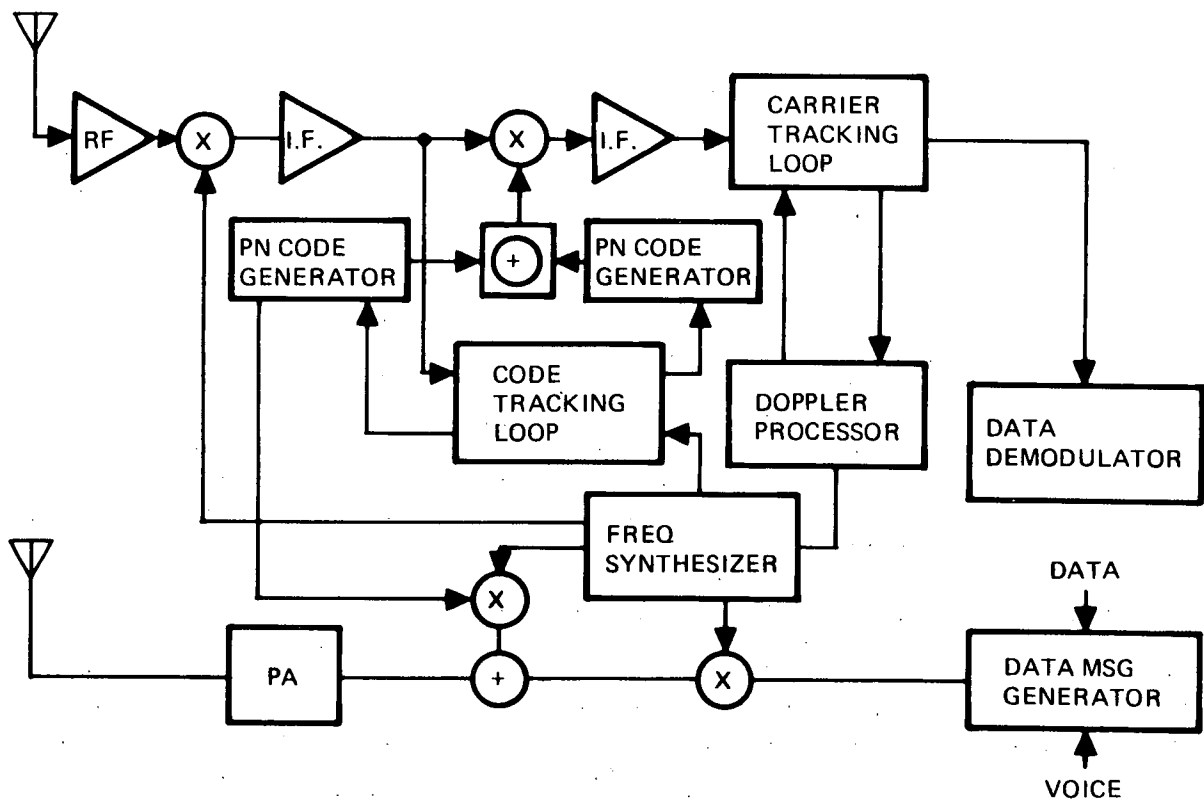 RF
X
I.F.
X
I.F.
CARRIER
TRACKING
LOOP
PN CODE
GENERATOR
+
PN CODE
GENERATOR
CODE
TRACKING
LOOP
DOPPLER
PROCESSOR
DATA
DEMODULATOR
FREQ
SYNTHESIZER
X
DATA
PA
+
X
DATA MSG
GENERATOR
VOICE